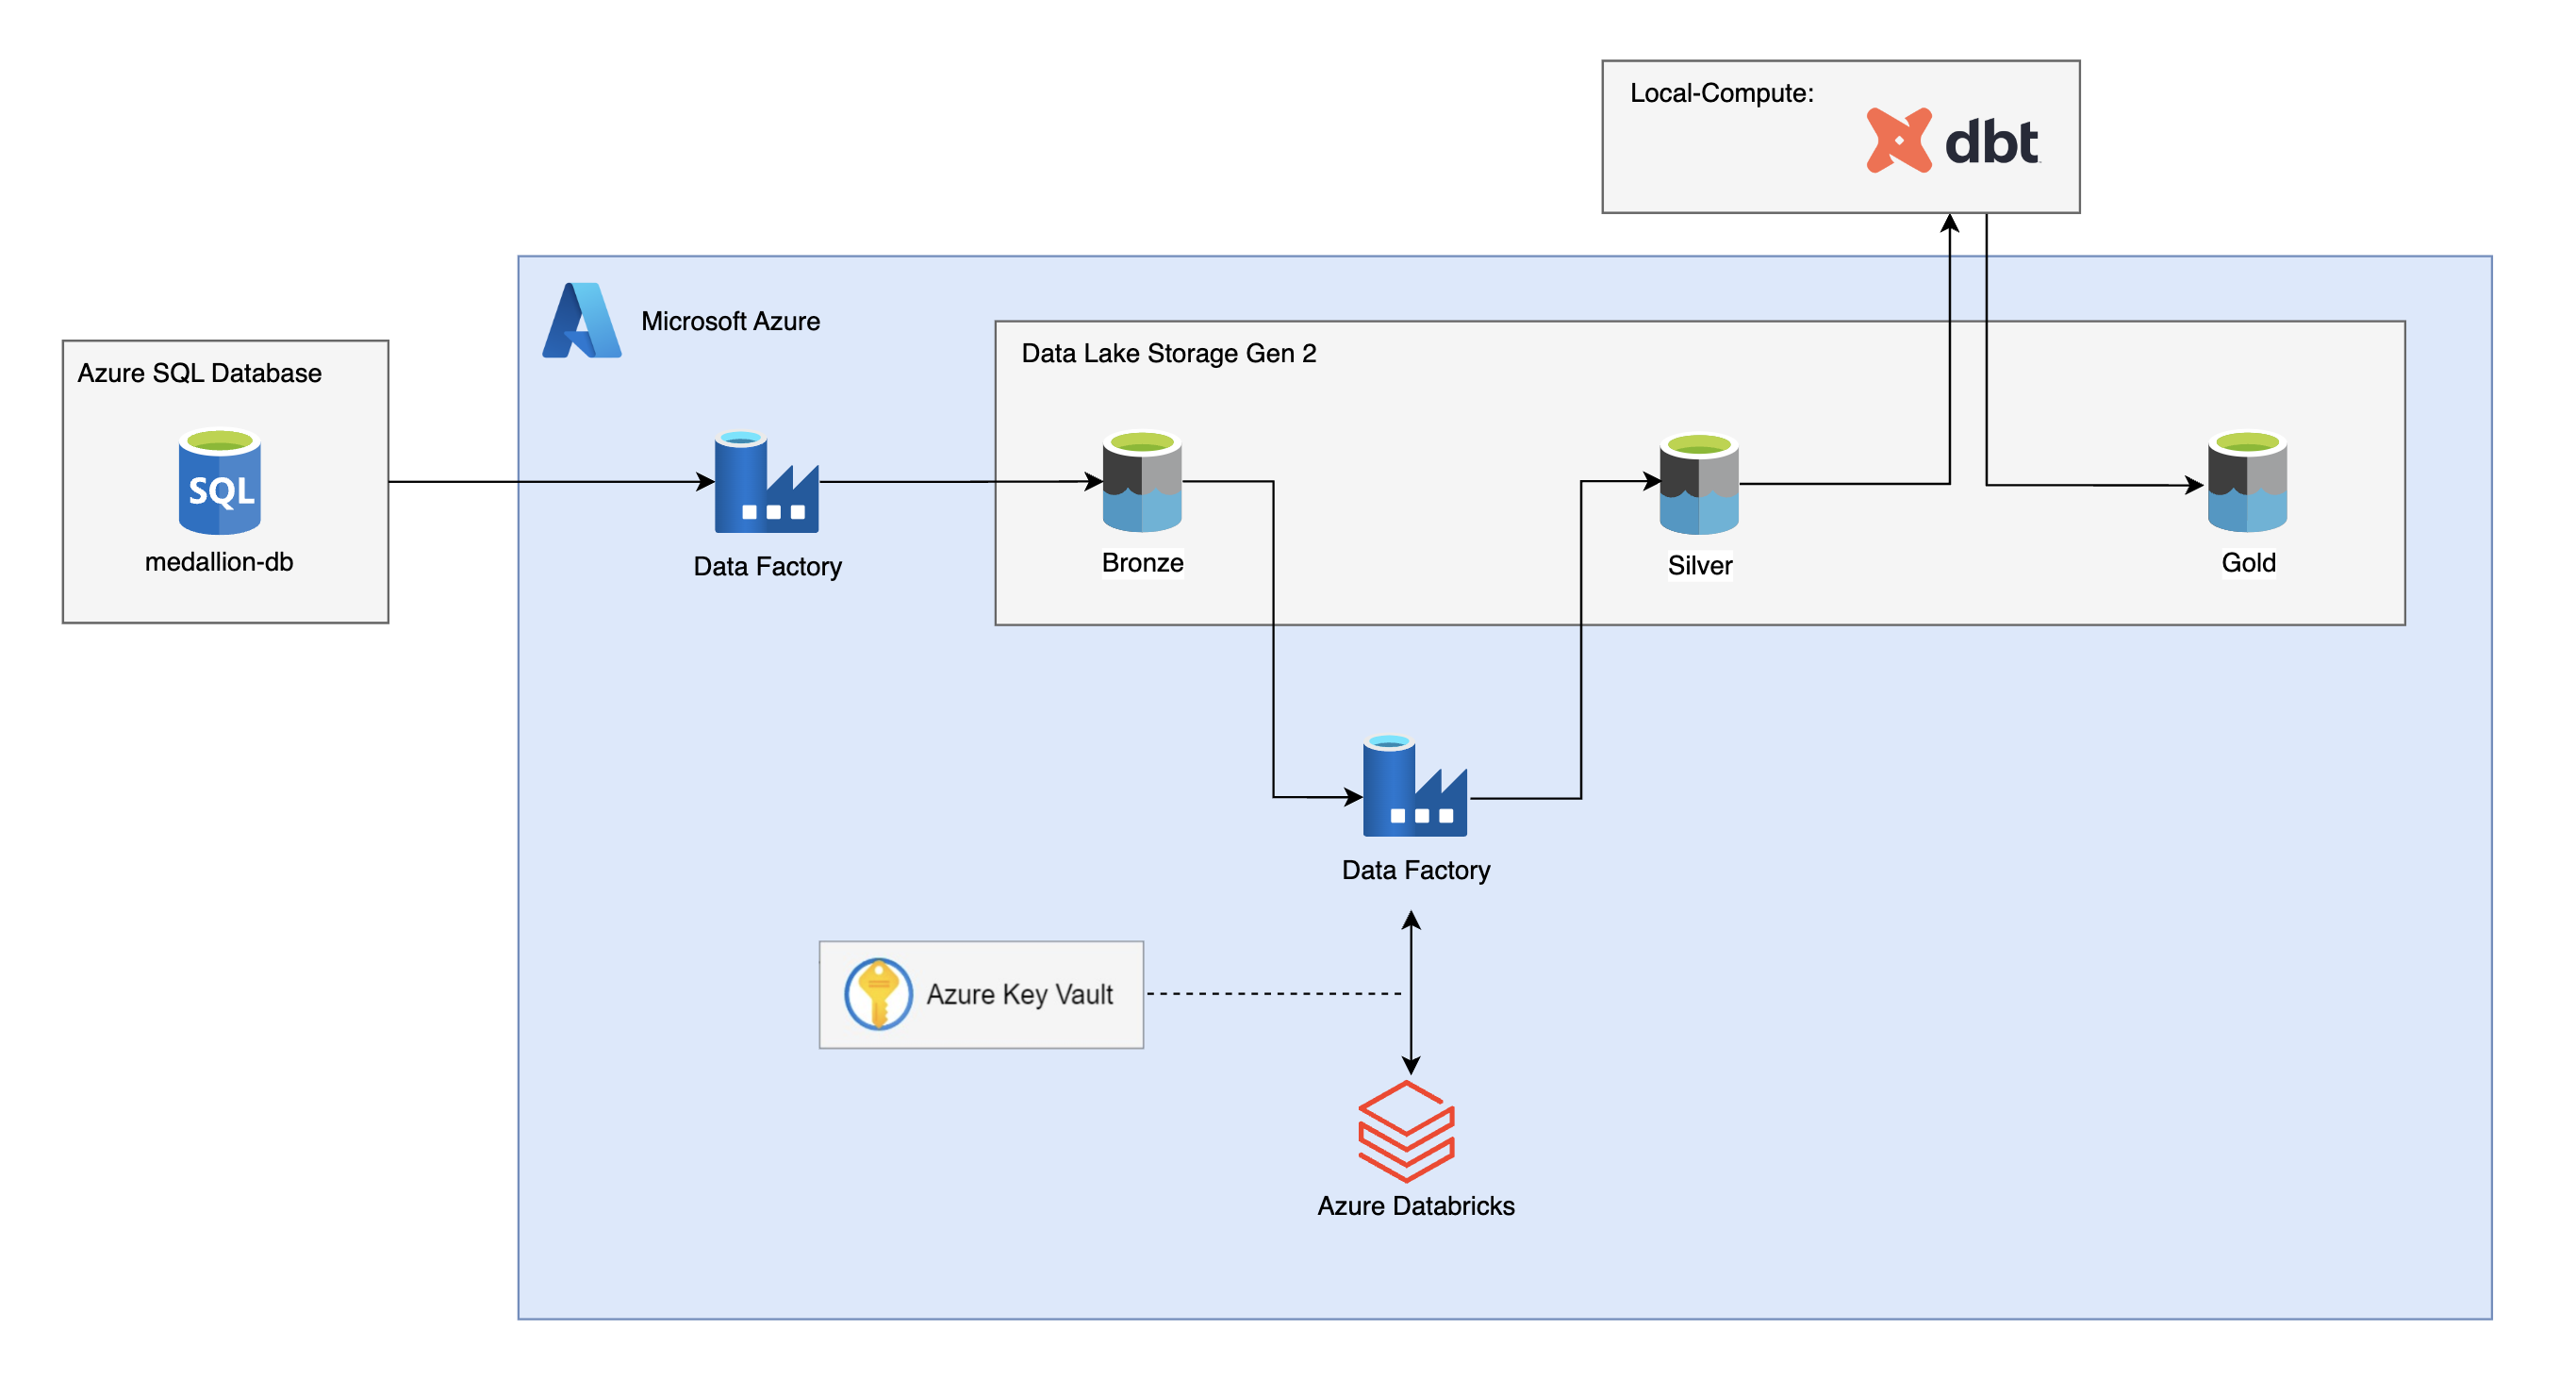 Local-Compute:
dbt
Microsoft Azure
Data Lake Storage Gen 2
Azure SQL Database
SQL
medallion-db
Data Factory
Bronze
Silver
Gold
Data Factory
Azure Key Vault
Azure Databricks